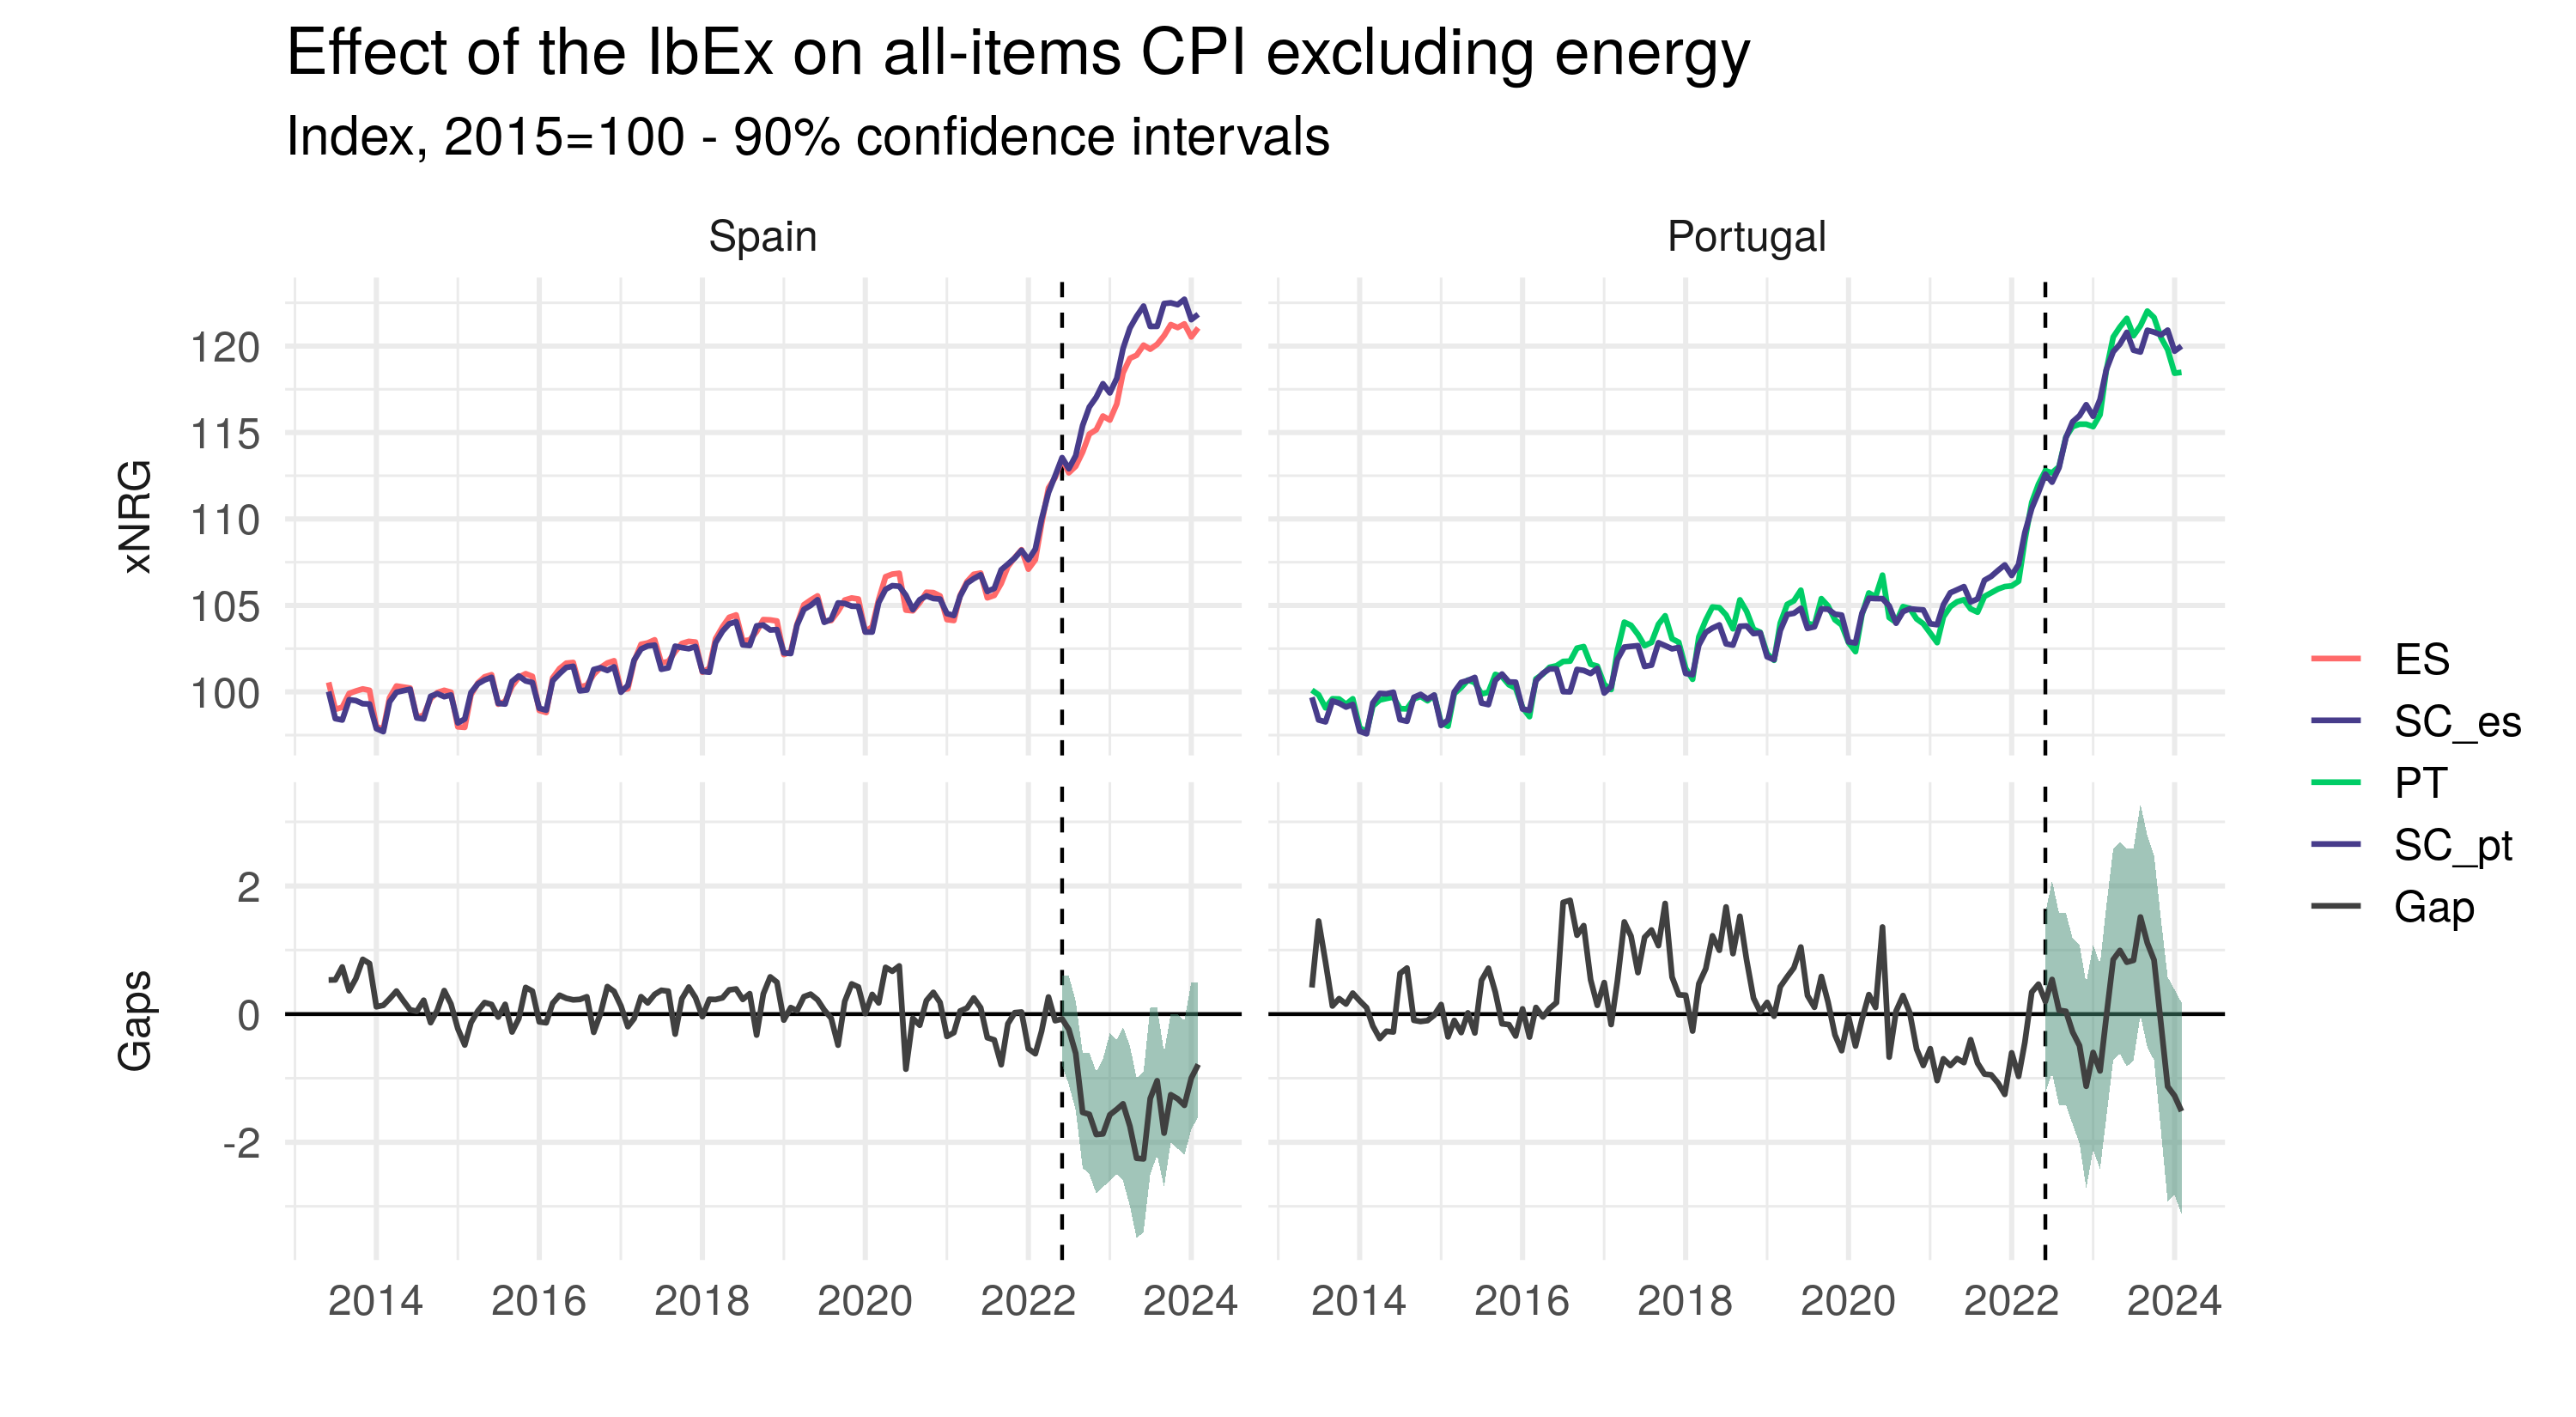 Effect of the IbEx on all-items CPI excluding energy
Index, 2015=100 - 90% confidence intervals
Spain
Portugal
xNRG
120
115
110
105
100
Gaps
2
0
-2
2014 2016 2018 2020 2022 2024
2014 2016 2018 2020 2022 2024
ES
SC_es
PT
SC_pt
Gap